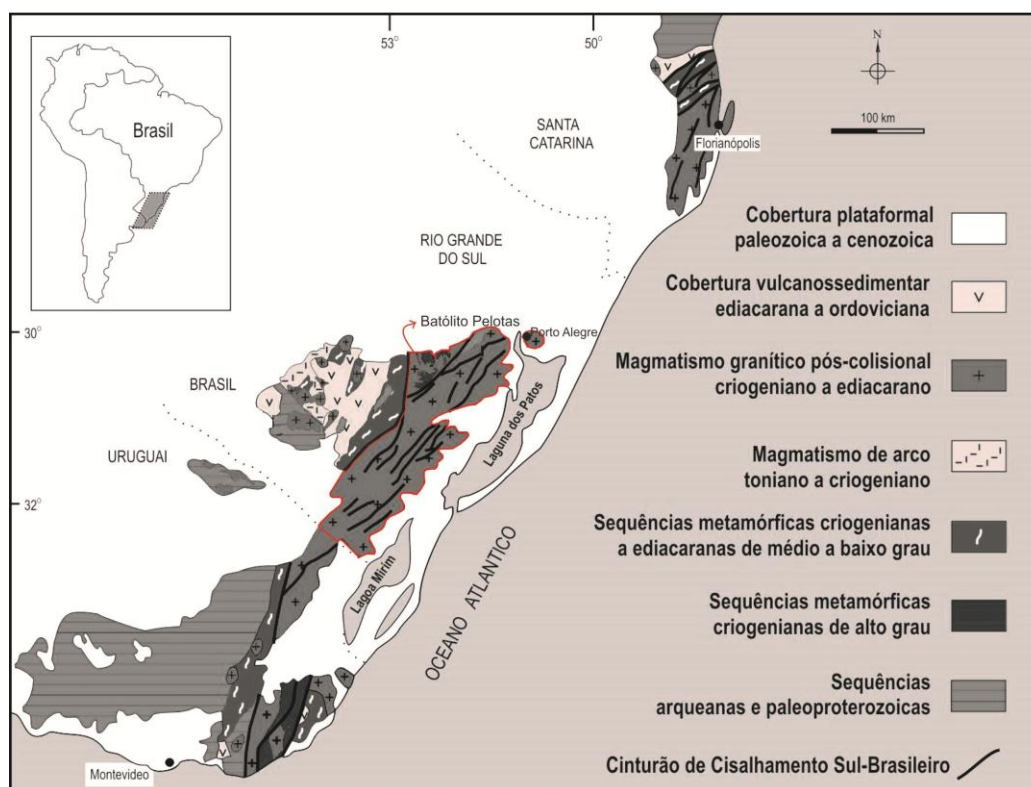 53°
50°
N
Brasil
100 km
SANTA
CATARINA
Florianópolis
Cobertura plataformal
paleozoica a cenozoica
RIO GRANDE
DO SUL
Cobertura vulcanossedimentar
ediacarana a ordoviciana
30°
Batólito Pelotas
Porto Alegre
Magmatismo granítico pós-colisional
criogeniano a ediacarano
BRASIL
Laguna dos Patos
URUGUAI
Magmatismo de arco
toniano a criogeniano
32°
Sequências metamórficas criogenianas
a ediacaranas de médio a baixo grau
Lagoa Mirim
OCEANO ATLANTICO
Sequências metamórficas
criogenianas de alto grau
Sequências
arqueanas e paleoproterozoicas
Montevideo
Cinturão de Cisalhamento Sul-Brasileiro